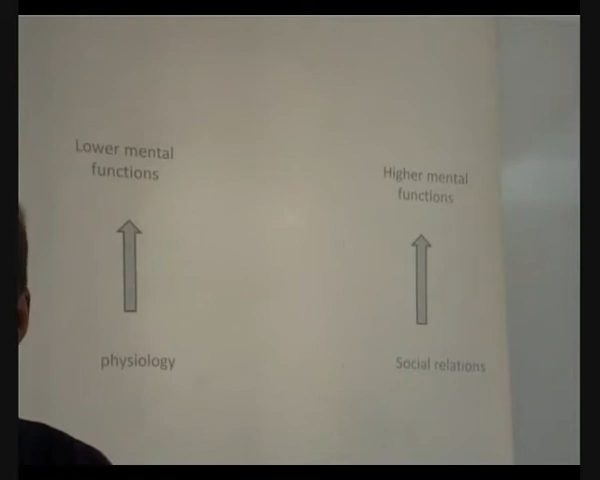 Lower mental
functions
Higher mental
functions
physiology
Social relations